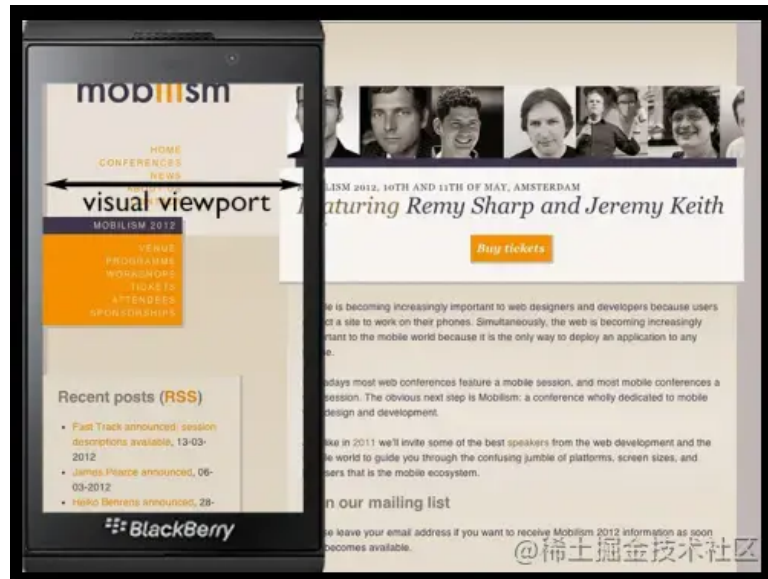 mobilism
HOME
CONFERENCES
NEWS
visual viewport
MOBILISM 2012
VENUE
PROGRAMME
WORKSHOPS
TICKETS
ATTENDEES
SPONSORSHIPS
Recent posts (RSS)
Fast Track announced: session
descriptions available, 13-03-
2012
James Pearce announced, 06-
03-2012
Heiko Behrens announced, 28-
BlackBerry
LISM 2012, 10TH AND 11TH OF MAY, AMSTERDAM
aturing Remy Sharp and Jeremy Keith
Buy tickets
le is becoming increasingly important to web designers and developers because users
ct a site to work on their phones. Simultaneously, the web is becoming increasingly
rtant to the mobile world because it is the only way to deploy an application to any
e.
adays most web conferences feature a mobile session, and most mobile conferences a
session. The obvious next step is Mobilism: a conference wholly dedicated to mobile
design and development.
ike in 2011 we'll invite some of the best speakers from the web development and the
le world to guide you through the confusing jumble of platforms, screen sizes, and
sers that is the mobile ecosystem.
n our mailing list
se leave your email address if you want to receive Mobilism 2012 information as soon
becomes available.
@稀土掘金技术社区